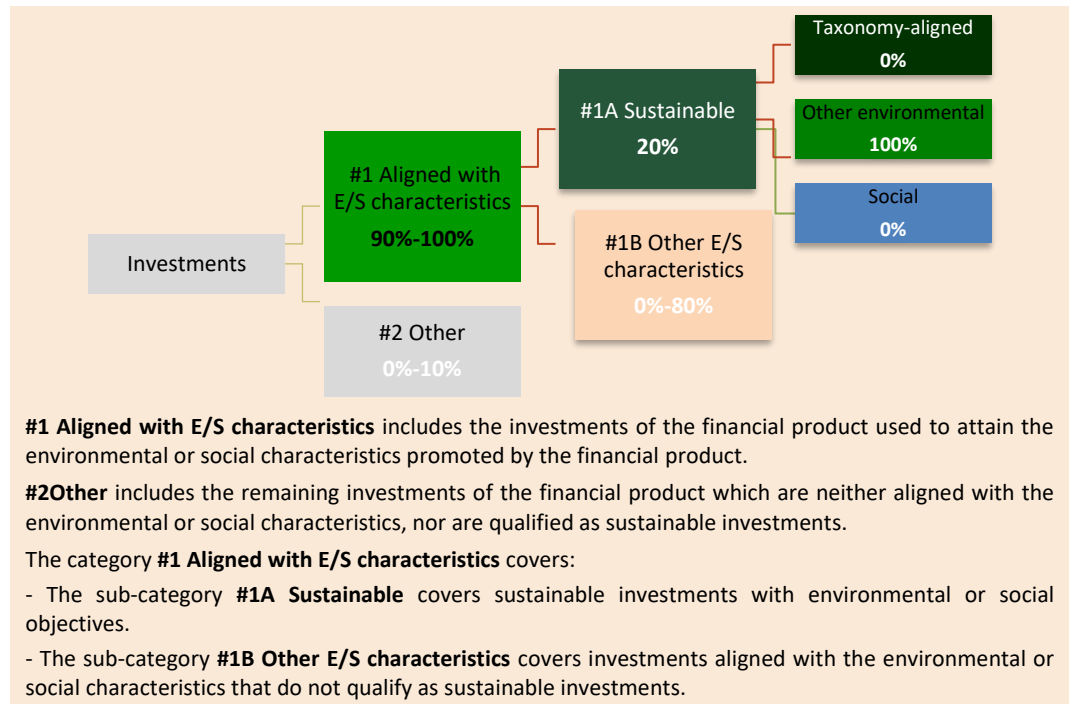 Taxonomy-aligned
0%
#1A Sustainable
20%
Other environmental
100%
#1 Aligned with
E/S characteristics
90%-100%
Social
0%
#1B Other E/S
characteristics
0%-80%
Investments
#2 Other
0%-10%
#1 Aligned with E/S characteristics includes the investments of the financial product used to attain the
environmental or social characteristics promoted by the financial product.
#2Other includes the remaining investments of the financial product which are neither aligned with the
environmental or social characteristics, nor are qualified as sustainable investments.
The category #1 Aligned with E/S characteristics covers:
- The sub-category #1A Sustainable covers sustainable investments with environmental or social
objectives.
- The sub-category #1B Other E/S characteristics covers investments aligned with the environmental or
social characteristics that do not qualify as sustainable investments.